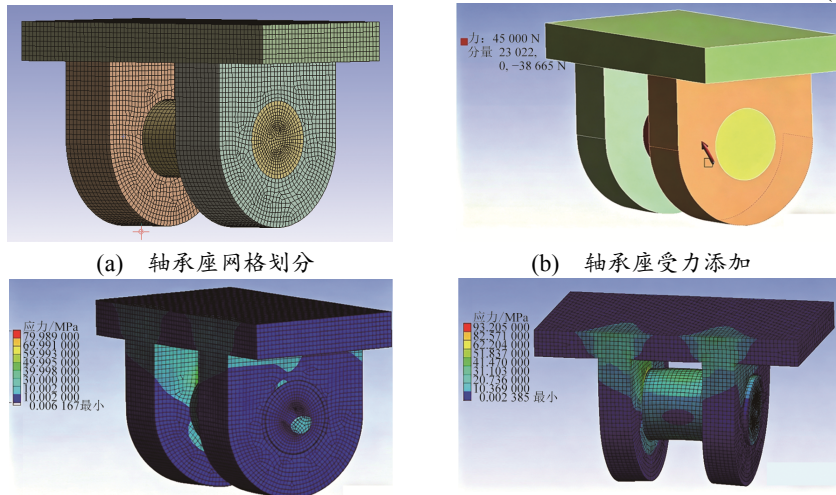 力：45 000 N
分量 23 022,
0, −38 665 N
(a) 轴承座网格划分
(b) 轴承座受力添加
应力/MPa
79.989 000
69.991 000
59.993 000
49.995 000
39.998 000
30.000 000
20.002 000
10.002 000
0.006 167最小
应力/MPa
93.205 000
62.204 000
51.837 000
41.470 000
31.103 000
20.736 000
10.369 000
0.002 385 最小